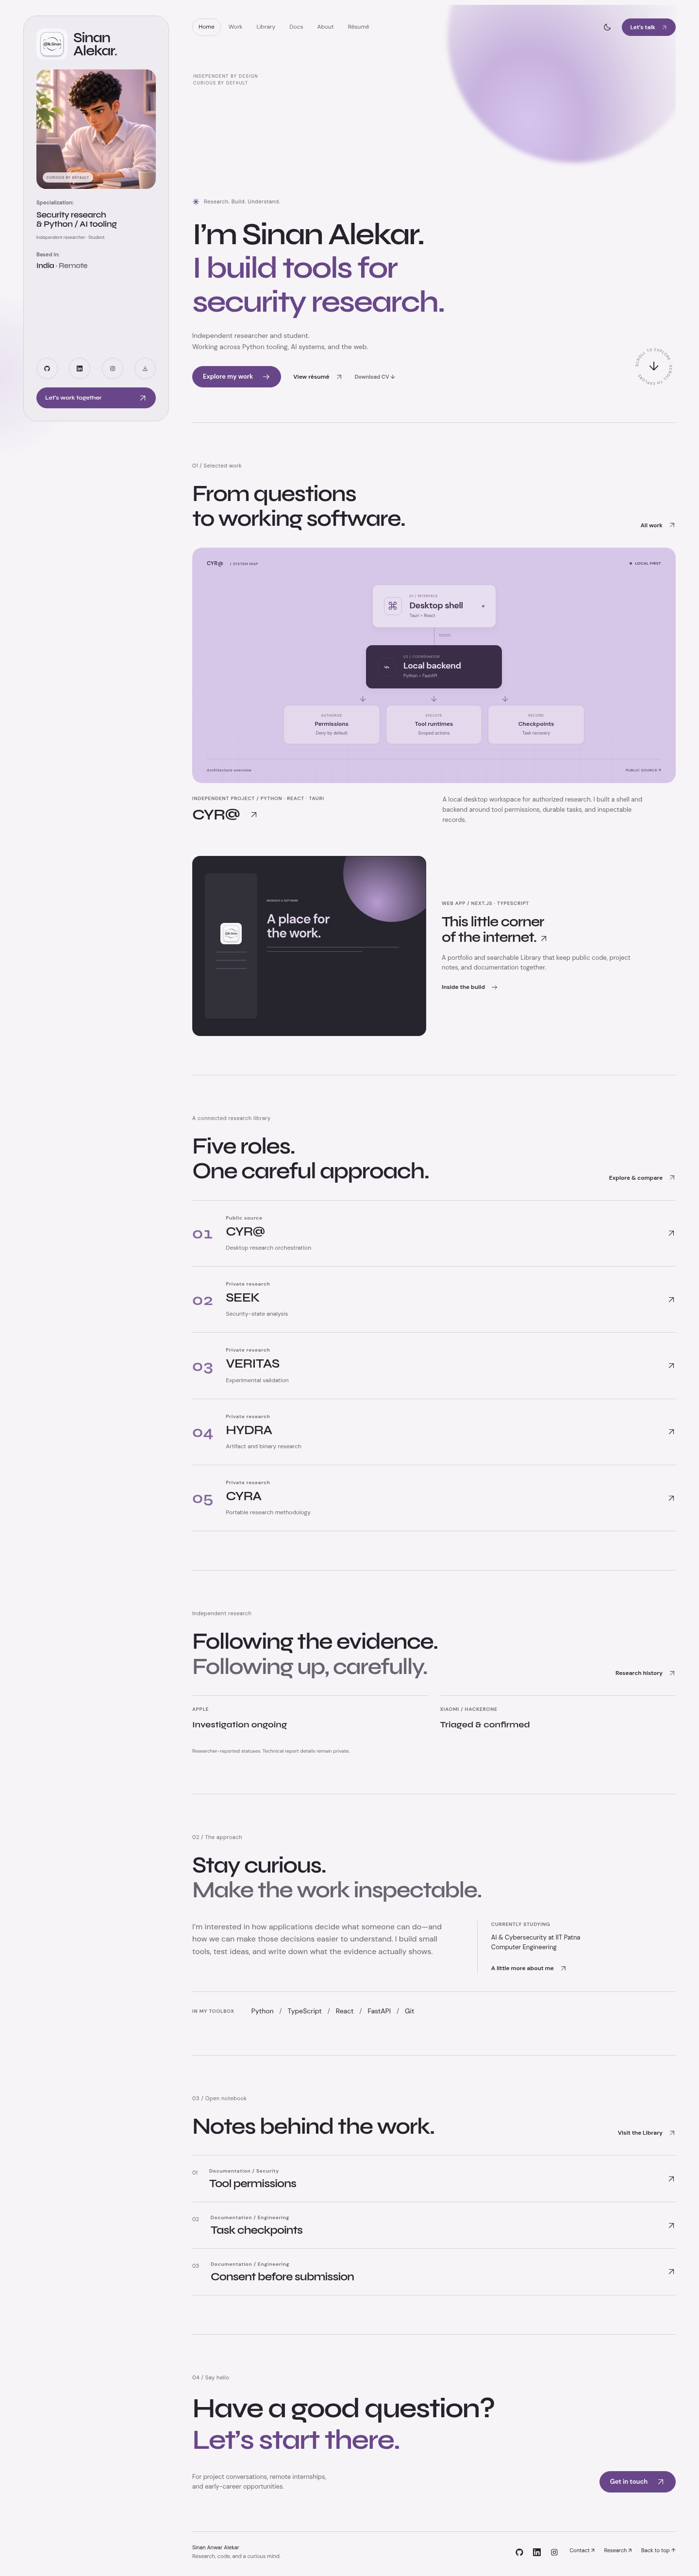 Sinan
Alekar.
CURIOUS BY DEFAULT
Specialization:
Security research
& Python / AI tooling
Independent researcher · Student
Based in:
India · Remote
Let's work together
Home
Work
Library
Docs
About
Résumé
Let's talk
INDEPENDENT BY DESIGN
CURIOUS BY DEFAULT
Research. Build. Understand.
I'm Sinan Alekar.
I build tools for
security research.
Independent researcher and student.
Working across Python tooling, AI systems, and the web.
Explore my work
View résumé
Download CV ↓
SCROLL TO EXPLORE · SCROLL TO EXPLORE ·
01 / Selected work
From questions
to working software.
All work
CYR@ / SYSTEM MAP
LOCAL FIRST
01 / INTERFACE
Desktop shell
Tauri + React
02 / COORDINATOR
Local backend
Python + FastAPI
AUTHORIZE
Permissions
Deny by default
EXECUTE
Tool runtimes
Scoped actions
RECORD
Checkpoints
Task recovery
Architecture overview
PUBLIC SOURCE ↗
INDEPENDENT PROJECT / PYTHON · REACT · TAURI
CYR@
A local desktop workspace for authorized research. I built a shell and
backend around tool permissions, durable tasks, and inspectable
records.
RESEARCH & SOFTWARE
A place for
the work.
WEB APP / NEXT.JS · TYPESCRIPT
This little corner
of the internet.
A portfolio and searchable Library that keep public code, project
notes, and documentation together.
Inside the build
A connected research library
Five roles.
One careful approach.
Explore & compare
01
Public source
CYR@
Desktop research orchestration
02
Private research
SEEK
Security-state analysis
03
Private research
VERITAS
Experimental validation
04
Private research
HYDRA
Artifact and binary research
05
Private research
CYRA
Portable research methodology
Independent research
Following the evidence.
Following up, carefully.
Research history
APPLE
Investigation ongoing
XIAOMI / HACKERONE
Triaged & confirmed
Researcher-reported statuses. Technical report details remain private.
02 / The approach
Stay curious.
Make the work inspectable.
I'm interested in how applications decide what someone can do—and
how we can make those decisions easier to understand. I build small
tools, test ideas, and write down what the evidence actually shows.
CURRENTLY STUDYING
AI & Cybersecurity at IIT Patna
Computer Engineering
A little more about me
IN MY TOOLBOX
Python / TypeScript / React / FastAPI / Git
03 / Open notebook
Notes behind the work.
Visit the Library
01
Documentation / Security
Tool permissions
02
Documentation / Engineering
Task checkpoints
03
Documentation / Engineering
Consent before submission
04 / Say hello
Have a good question?
Let's start there.
For project conversations, remote internships,
and early-career opportunities.
Get in touch
Sinan Anwar Alekar
Research, code, and a curious mind.
Contact ↗
Research ↗
Back to top ↑